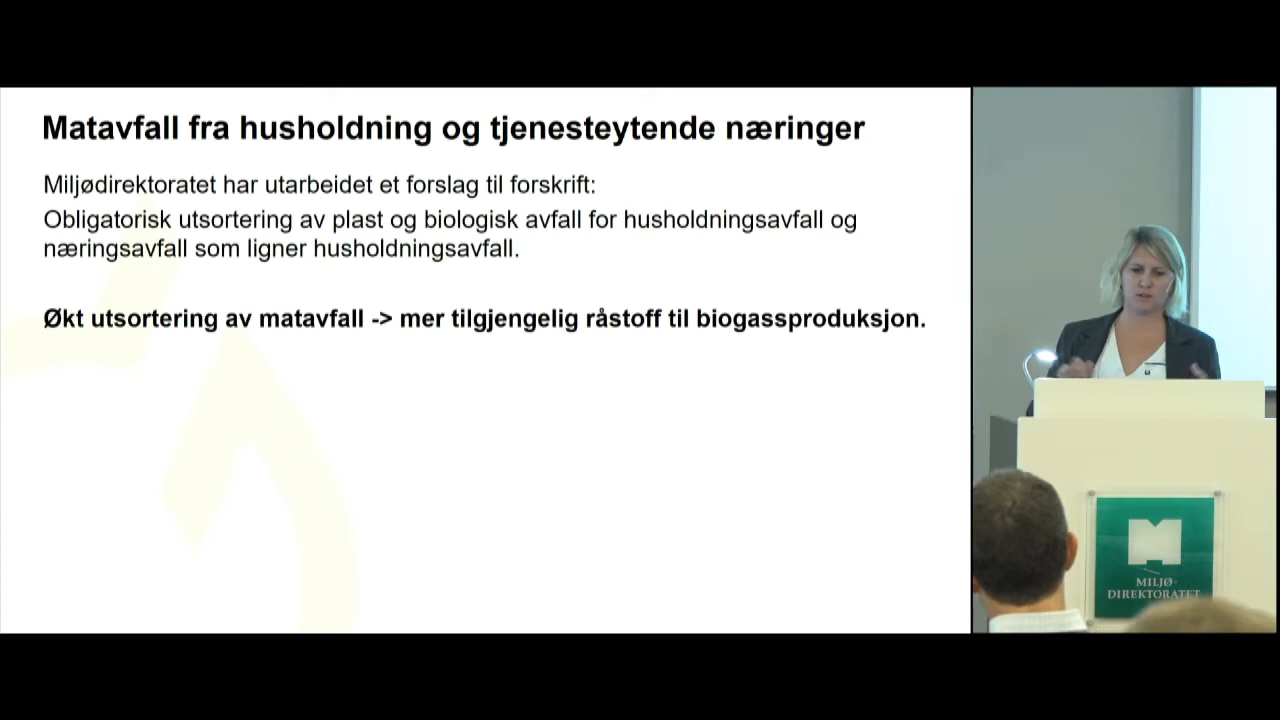 Matavfall fra husholdning og tjenesteytende næringer
Miljødirektoratet har utarbeidet et forslag til forskrift:
Obligatorisk utsortering av plast og biologisk avfall for husholdningsavfall og
næringsavfall som ligner husholdningsavfall.
Økt utsortering av matavfall -> mer tilgjengelig råstoff til biogassproduksjon.
MILJØ-
DIREKTORATET